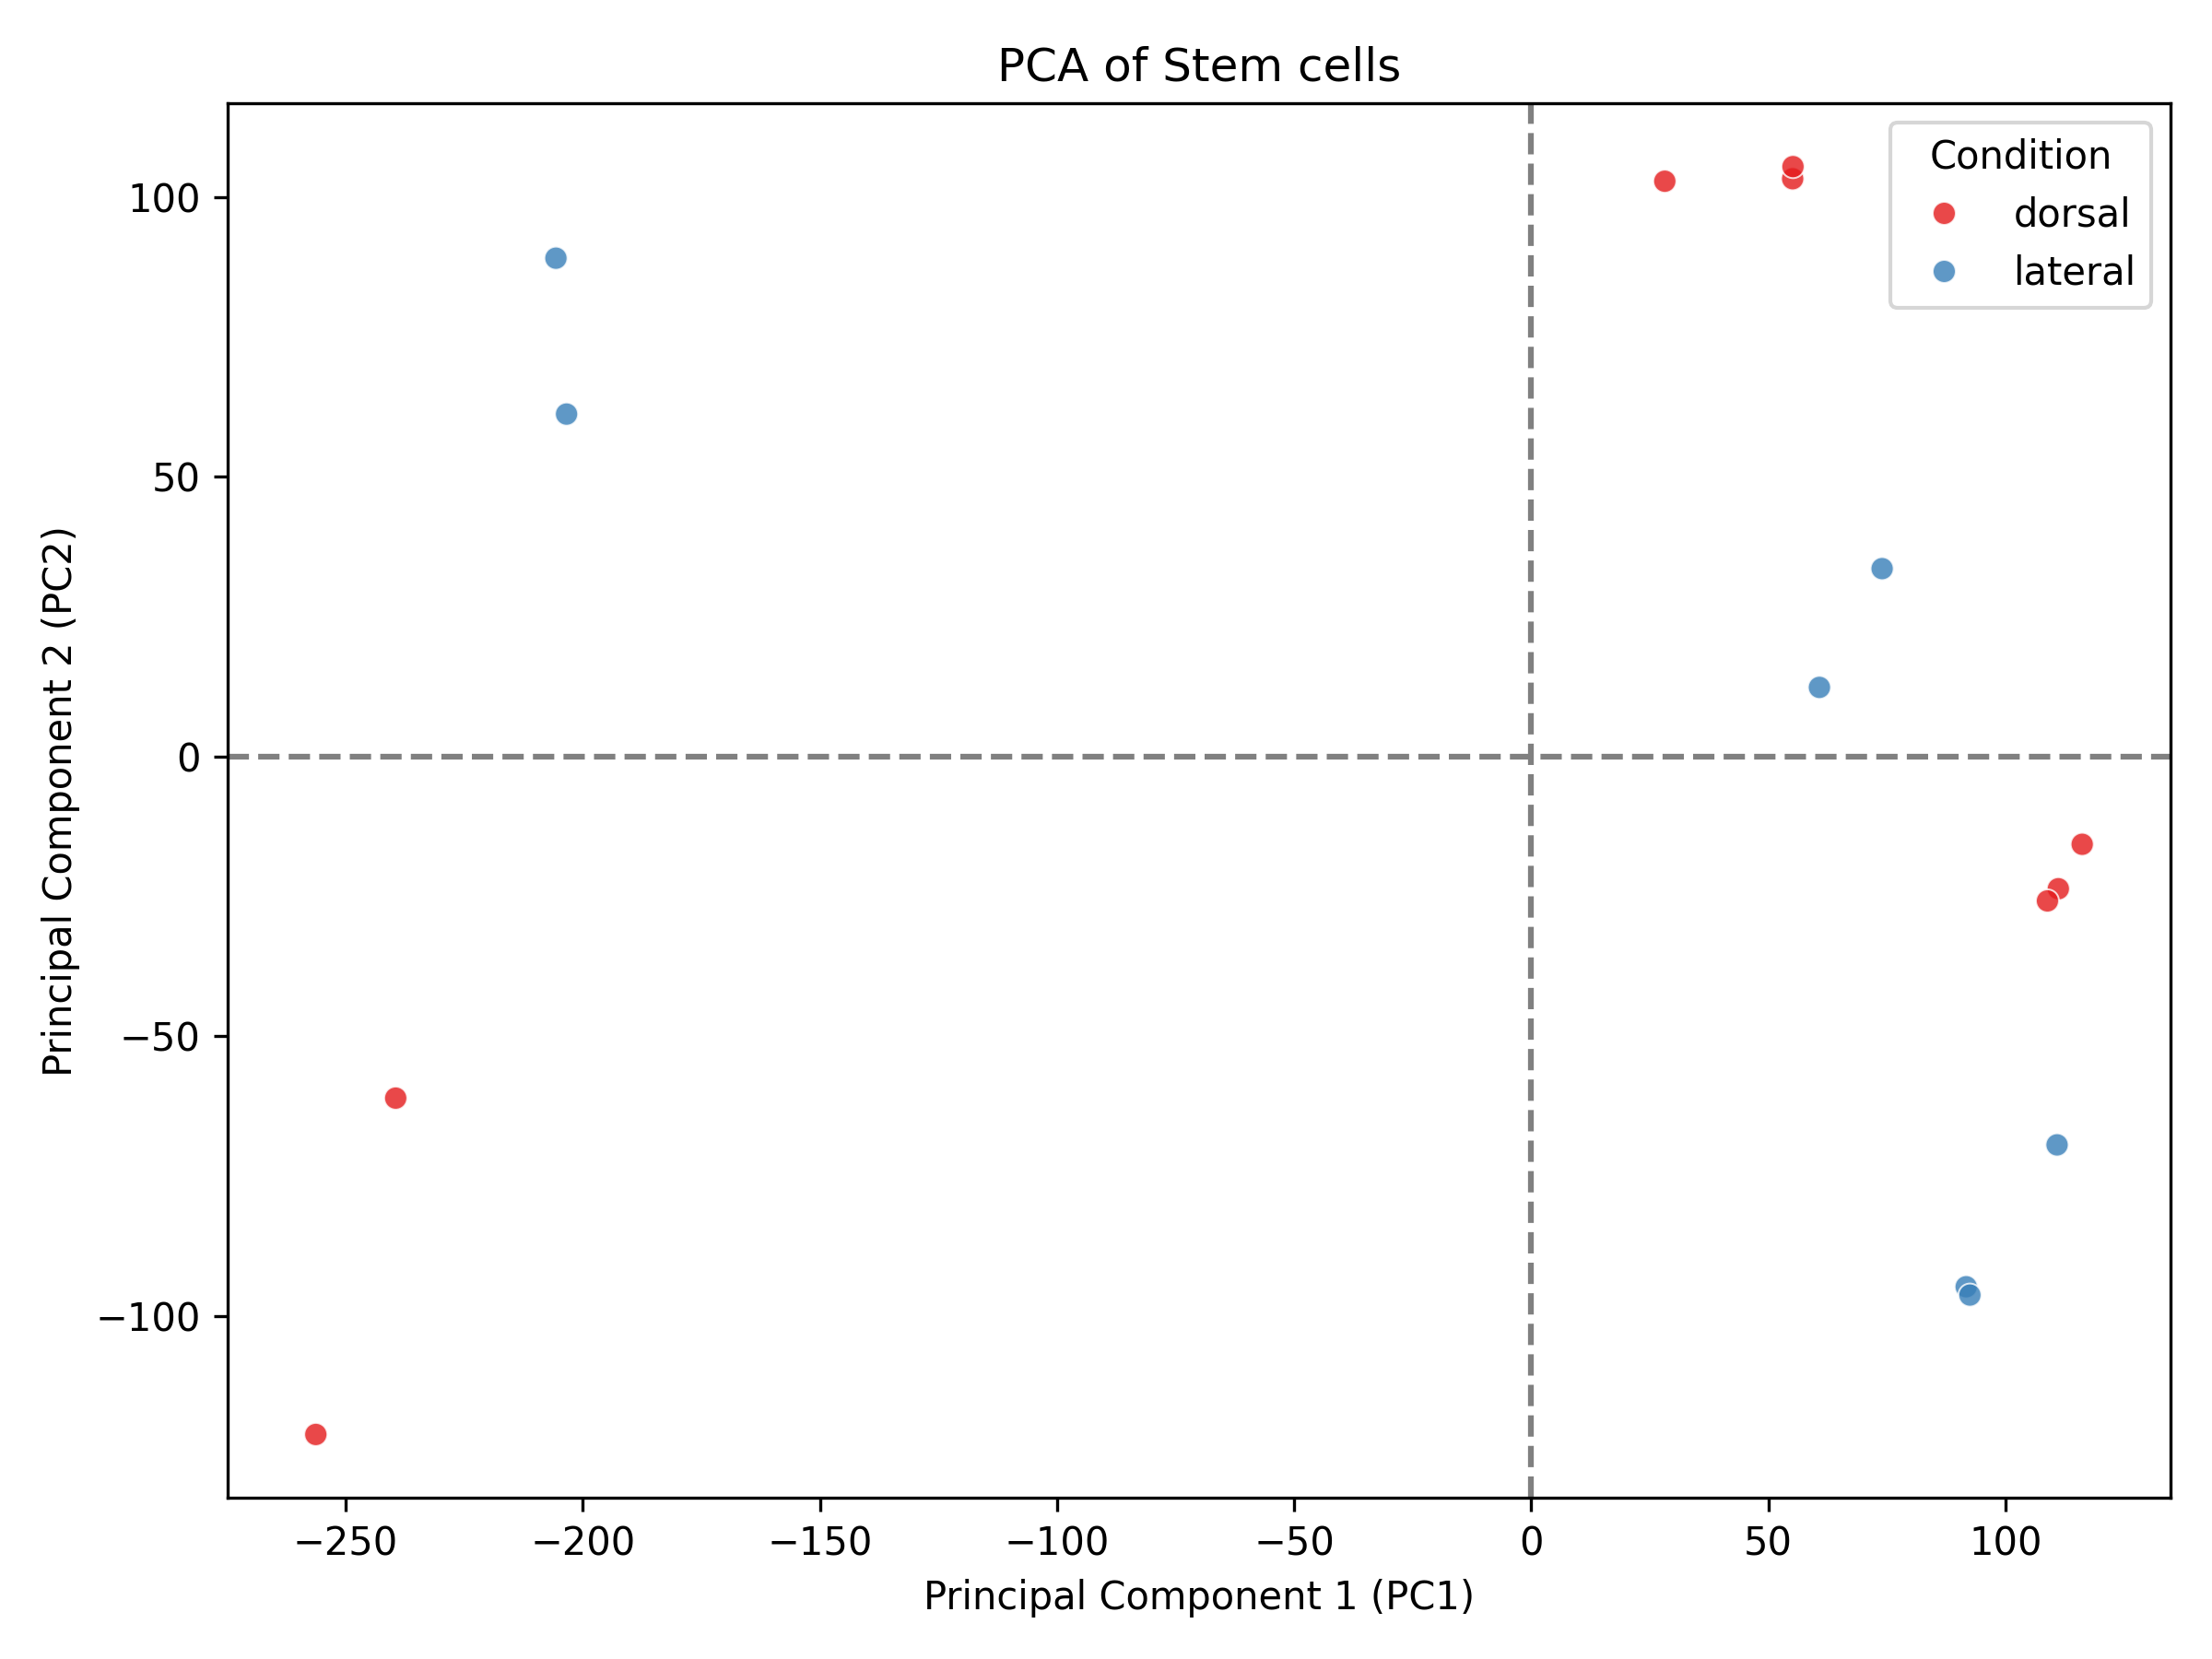 PCA of Stem cells
Condition
dorsal
lateral
Principal Component 2 (PC2)
100
50
0
−50
−100
−250
−200
−150
−100
−50
0
50
100
Principal Component 1 (PC1)